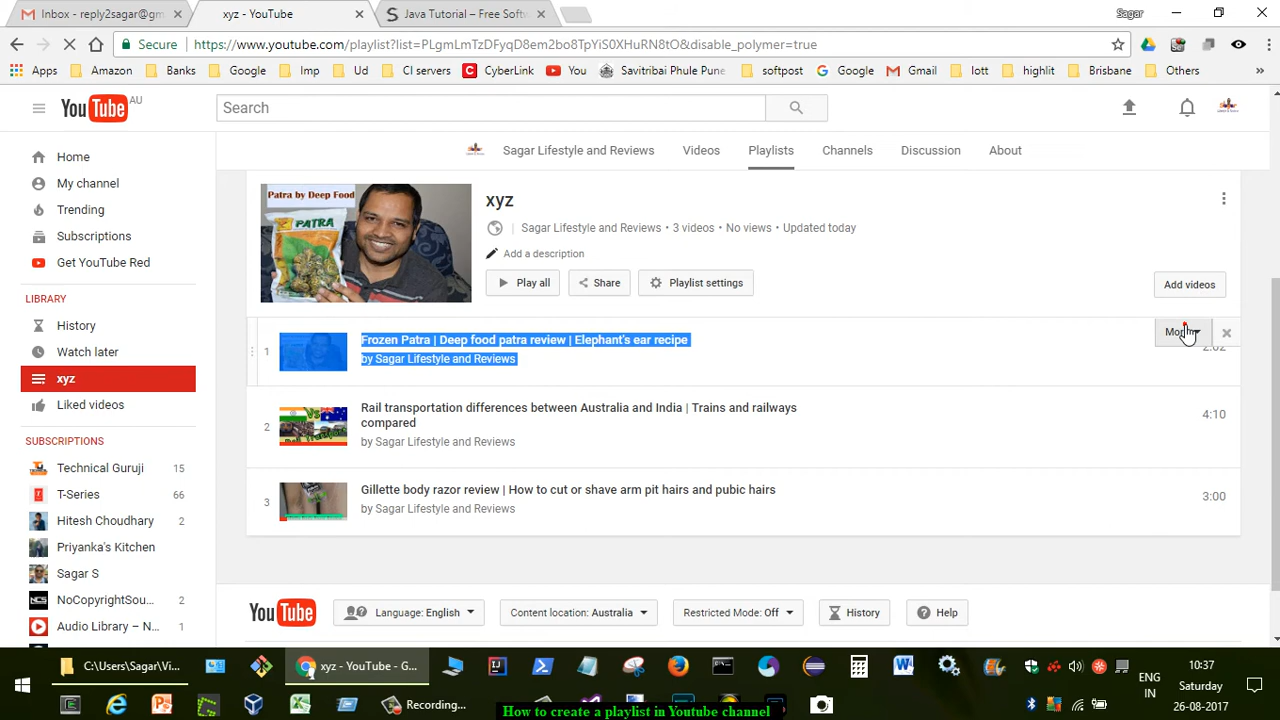 Inbox - reply2sagar@gm
xyz - YouTube
Java Tutorial – Free Softw
Sagar
Secure
https://www.youtube.com/playlist?list=PLgmLmTzDFyqD8em2bo8TpYiS0XHuRN8tO&disable_polymer=true
Apps Amazon Banks Google Imp Ud CI servers CyberLink You Savitribai Phule Pune softpost Google Gmail lott highlit Brisbane Others »
YouTube AU
Search
Home
My channel
Trending
Subscriptions
Get YouTube Red
LIBRARY
History
Watch later
xyz
Liked videos
SUBSCRIPTIONS
Technical Guruji 15
T-Series 66
Hitesh Choudhary 2
Priyanka's Kitchen
Sagar S
NoCopyrightSou... 2
Audio Library – N... 1
Sagar Lifestyle and Reviews Videos Playlists Channels Discussion About
Patra by Deep Food
PATRA
xyz
Sagar Lifestyle and Reviews • 3 videos • No views • Updated today
Add a description
Play all Share Playlist settings
Add videos
1 Frozen Patra | Deep food patra review | Elephant's ear recipe
by Sagar Lifestyle and Reviews
2:02
2 Rail transportation differences between Australia and India | Trains and railways
compared
by Sagar Lifestyle and Reviews
4:10
3 Gillette body razor review | How to cut or shave arm pit hairs and pubic hairs
by Sagar Lifestyle and Reviews
3:00
YouTube Language: English Content location: Australia Restricted Mode: Off History Help
C:\Users\Sagar\Vi...
xyz - YouTube - G...
Recording...
ENG
IN
10:37
Saturday
26-08-2017
How to create a playlist in Youtube channel